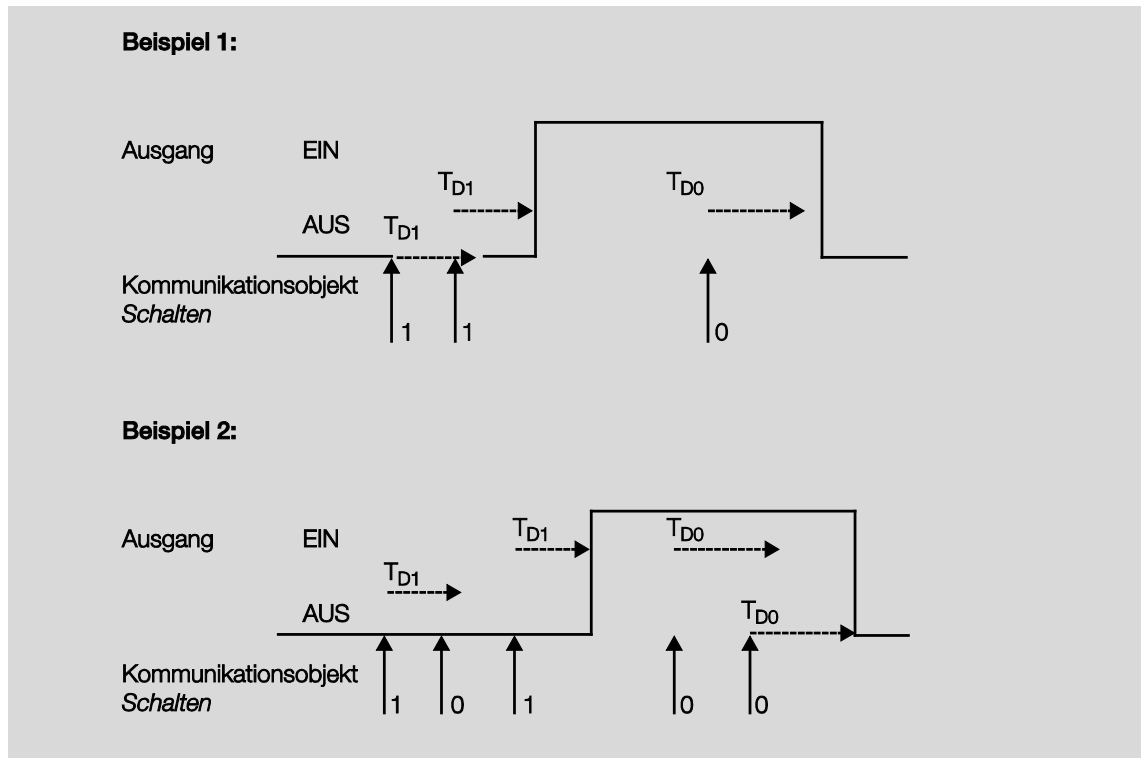 Beispiel 1:
Ausgang EIN
T_D1 T_D0
AUS T_D1
Kommunikationsobjekt
Schalten
1 1 0
Beispiel 2:
Ausgang EIN T_D1 T_D0
T_D1
AUS T_D0
Kommunikationsobjekt
Schalten 1 0 1 0 0